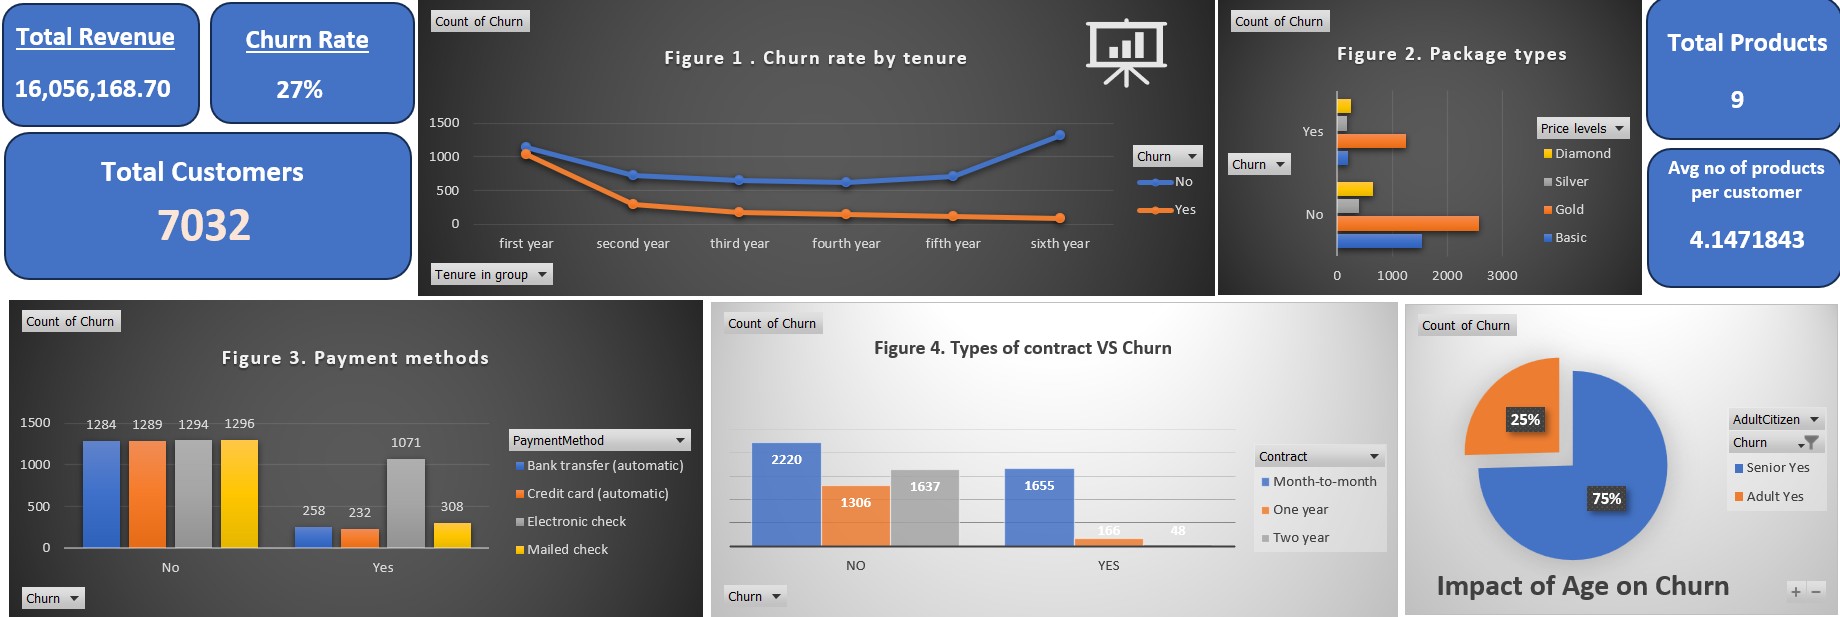 Total Revenue
16,056,168.70
Churn Rate
27%
Total Customers
7032
Count of Churn
Figure 1 . Churn rate by tenure
1500
1000
500
0
first year
second year
third year
fourth year
fifth year
sixth year
Churn
No
Yes
Tenure in group
Count of Churn
Figure 2. Package types
Churn
Yes
No
0
1000
2000
3000
Price levels
Diamond
Silver
Gold
Basic
Total Products
9
Avg no of products
per customer
4.1471843
Count of Churn
Figure 3. Payment methods
1500
1000
500
0
1284
1289
1294
1296
258
232
1071
308
No
Yes
PaymentMethod
Bank transfer (automatic)
Credit card (automatic)
Electronic check
Mailed check
Churn
Count of Churn
Figure 4. Types of contract VS Churn
2220
1306
1637
1655
166
48
NO
YES
Contract
Month-to-month
One year
Two year
Churn
Count of Churn
25%
75%
AdultCitizen
Churn
Senior Yes
Adult Yes
Impact of Age on Churn
+ −